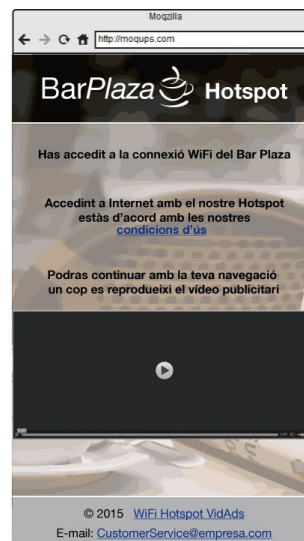 Moqzilla
http://moqups.com
BarPlaza Hotspot
Has accedit a la connexió WiFi del Bar Plaza
Accedint a Internet amb el nostre Hotspot
estàs d'acord amb les nostres
condicions d'ús
Podras continuar amb la teva navegació
un cop es reprodueixi el vídeo publicitari
© 2015 WiFi Hotspot VidAds
E-mail: CustomerService@empresa.com